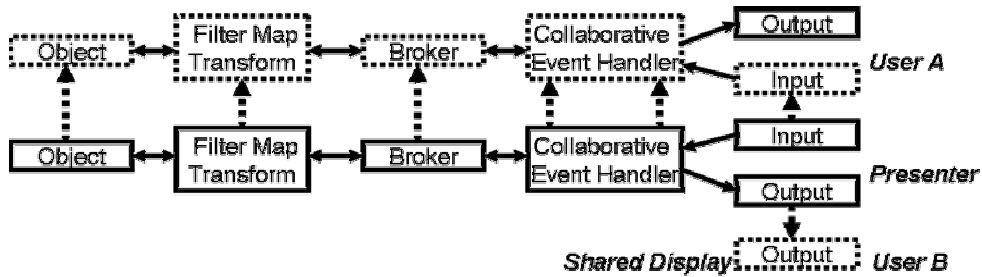 Output
Object
Filter Map
Transform
Broker
Collaborative
Event Handler
User A
Input
Object
Filter Map
Transform
Broker
Collaborative
Event Handler
Input
Presenter
Output
Shared Display
Output
User B